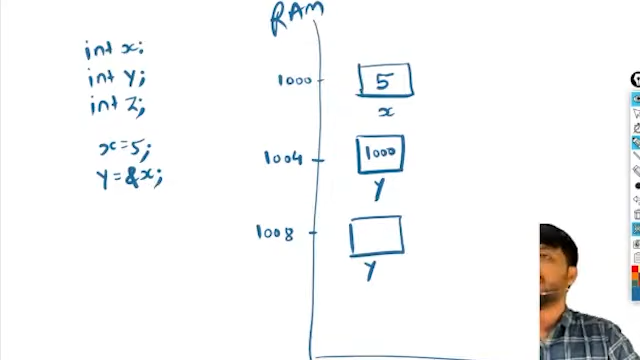 RAM
int x;
int y;
int z;
x=5;
y=&x;
1000
5
x
1004
1000
y
1008
y